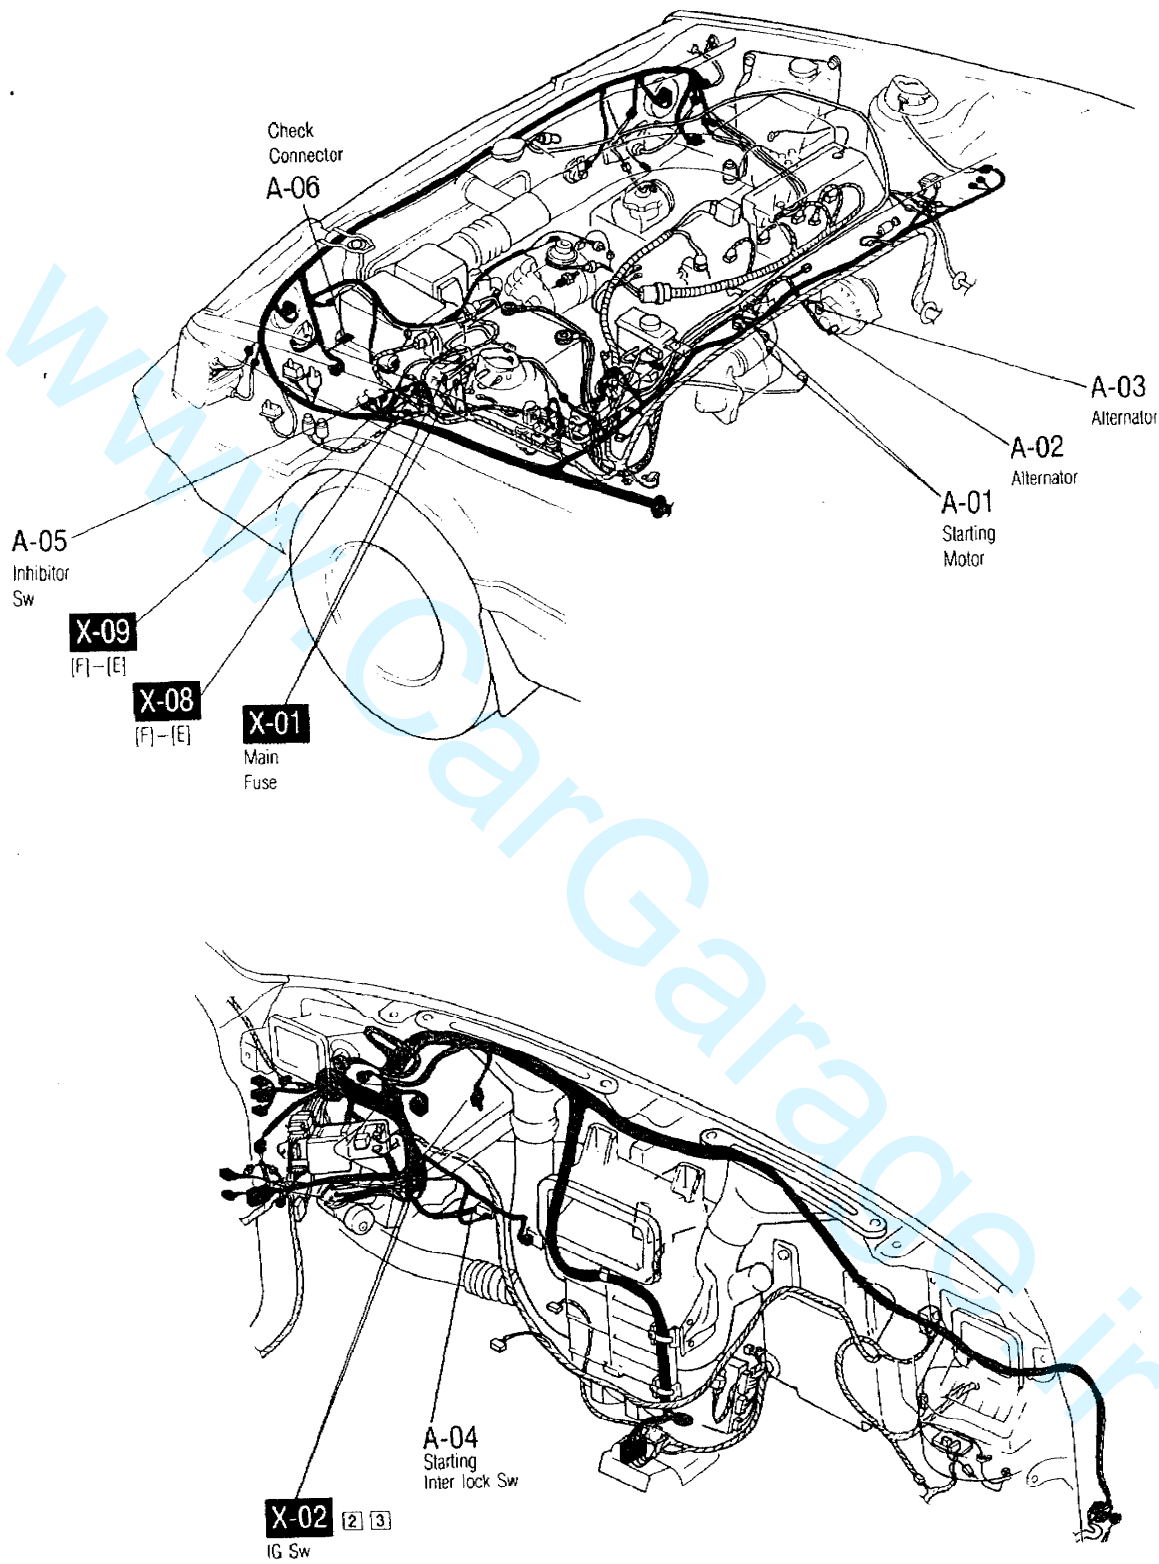 Check
Connector
A-06
A-03
Alternator
A-02
Alternator
A-01
Starting
Motor
A-05
Inhibitor
Sw
X-09
[F]–[E]
X-08
[F]–[E]
X-01
Main
Fuse
www.CarGarage.ir
A-04
Starting
Inter lock Sw
X-02 2 3
IG Sw